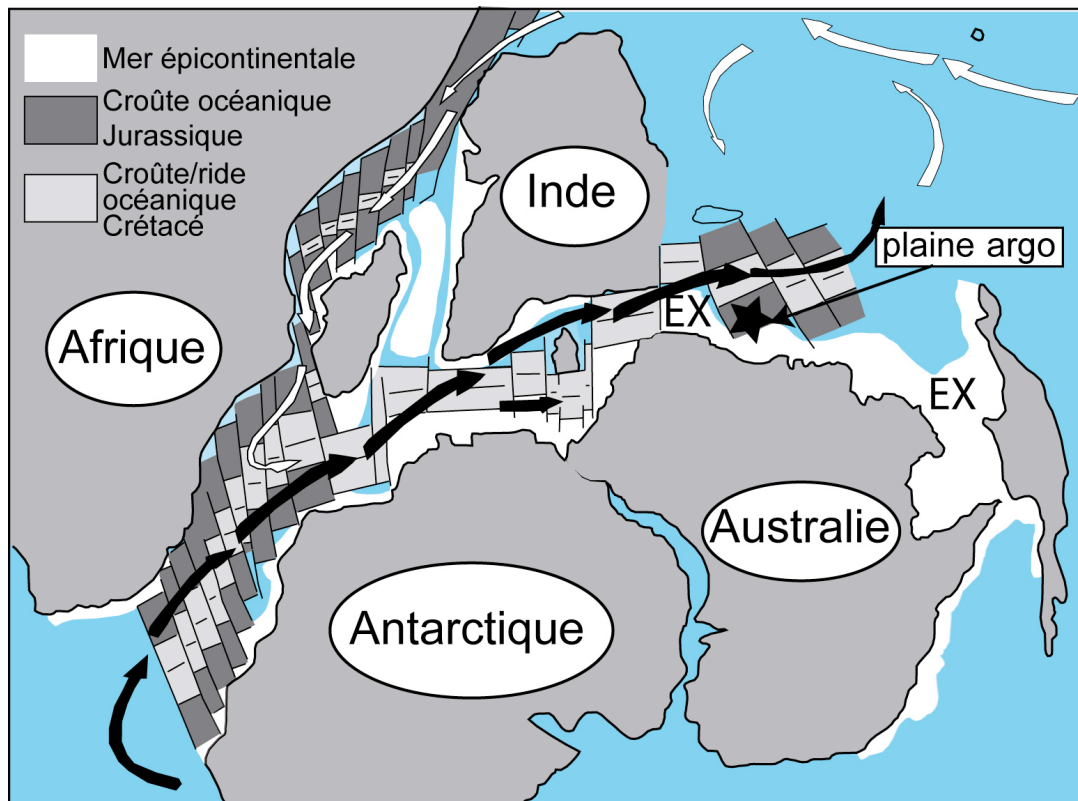 Mer épicontinentale
Croûte océanique
Jurassique
Croûte/ride
océanique
Crétacé
Inde
plaine argo
Afrique
EX
EX
Australie
Antarctique